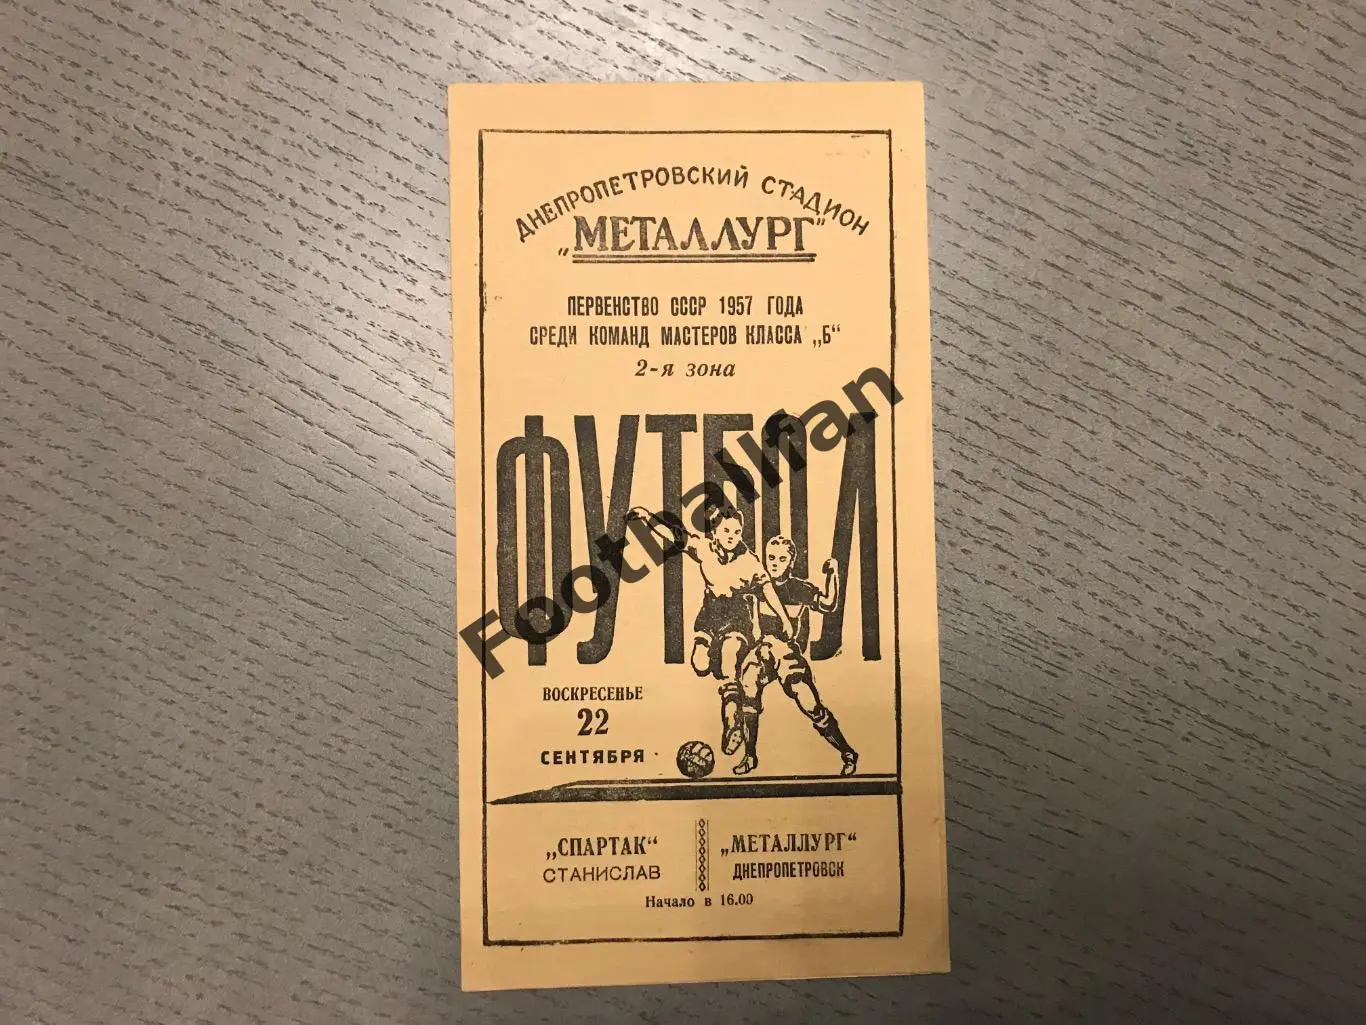 ДНЕПРОПЕТРОВСКИЙ СТАДИОН
„МЕТАЛЛУРГ"
ПЕРВЕНСТВО СССР 1957 ГОДА
СРЕДИ КОМАНД МАСТЕРОВ КЛАССА „Б"
2-я зона
ФУТБОЛ
Footballfan
ВОСКРЕСЕНЬЕ
22
СЕНТЯБРЯ
„СПАРТАК"
СТАНИСЛАВ
„МЕТАЛЛУРГ"
ДНЕПРОПЕТРОВСК
Начало в 16.00